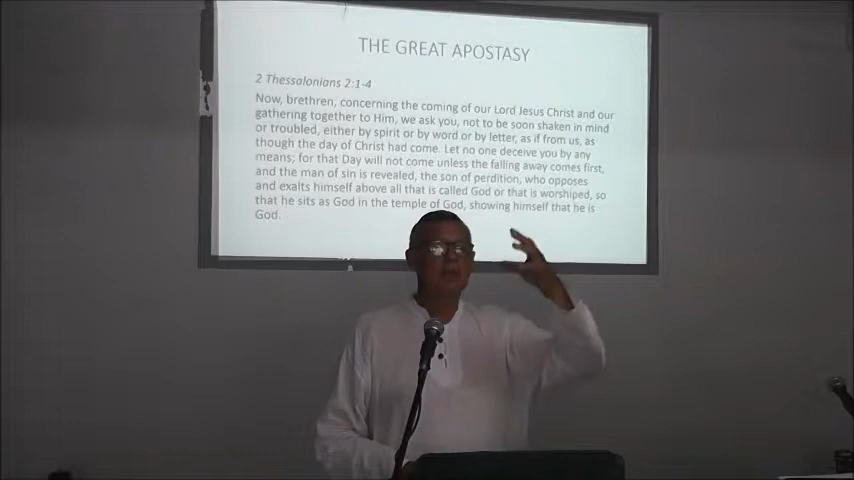 THE GREAT APOSTASY
2 Thessalonians 2:1-4
Now, brethren, concerning the coming of our Lord Jesus Christ and our
gathering together to Him, we ask you, not to be soon shaken in mind
or troubled, either by spirit or by word or by letter, as if from us, as
though the day of Christ had come. Let no one deceive you by any
means; for that Day will not come unless the falling away comes first,
and the man of sin is revealed, the son of perdition, who opposes
and exalts himself above all that is called God or that is worshiped, so
that he sits as God in the temple of God, showing himself that he is
God.